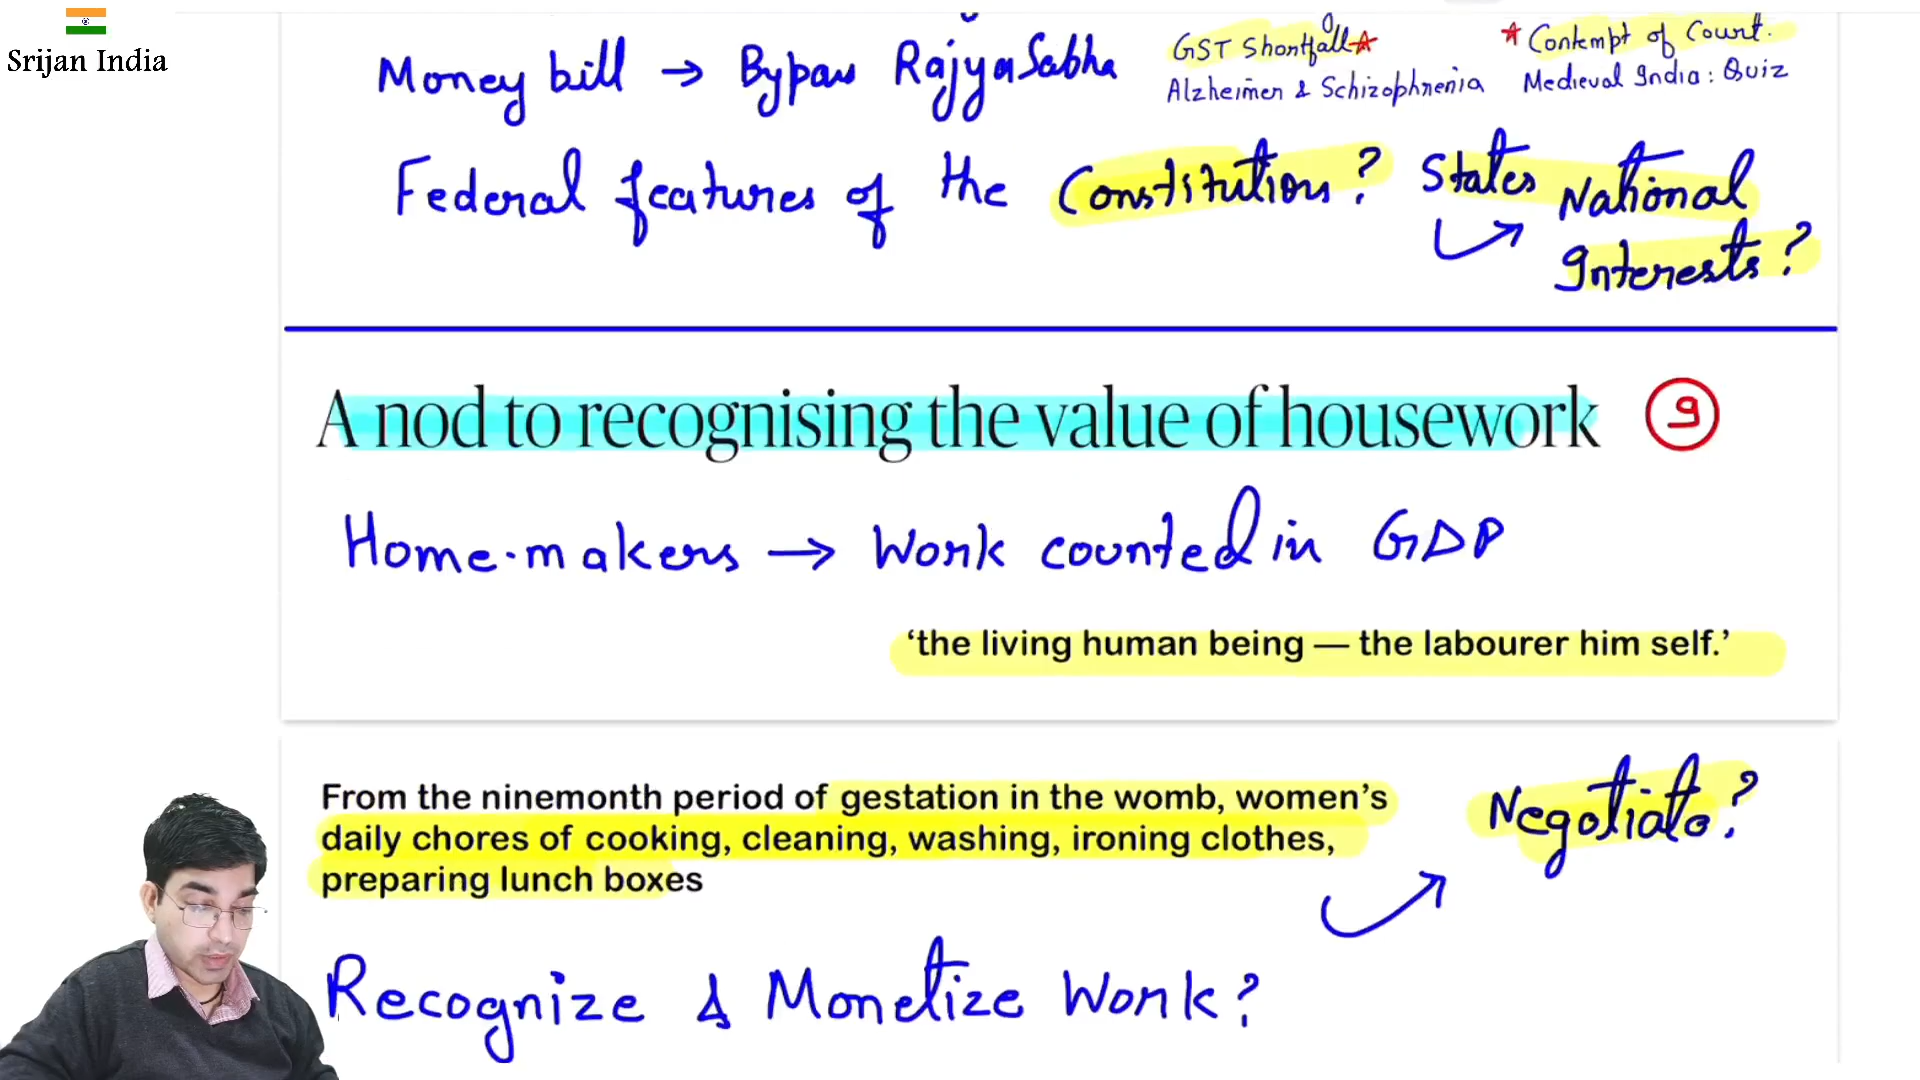 Srijan India
GST Shortfall
Contempt of Court.
Money bill → Bypass RajyaSabha
Alzheimer & Schizophrenia
Medieval India: Quiz
Federal features of the Constitution? States
National
Interests?
A nod to recognising the value of housework 9
Home-makers → Work counted in GDP
‘the living human being — the labourer him self.’
From the ninemonth period of gestation in the womb, women’s
daily chores of cooking, cleaning, washing, ironing clothes,
preparing lunch boxes
Negotiate?
Recognize & Monetize Work?